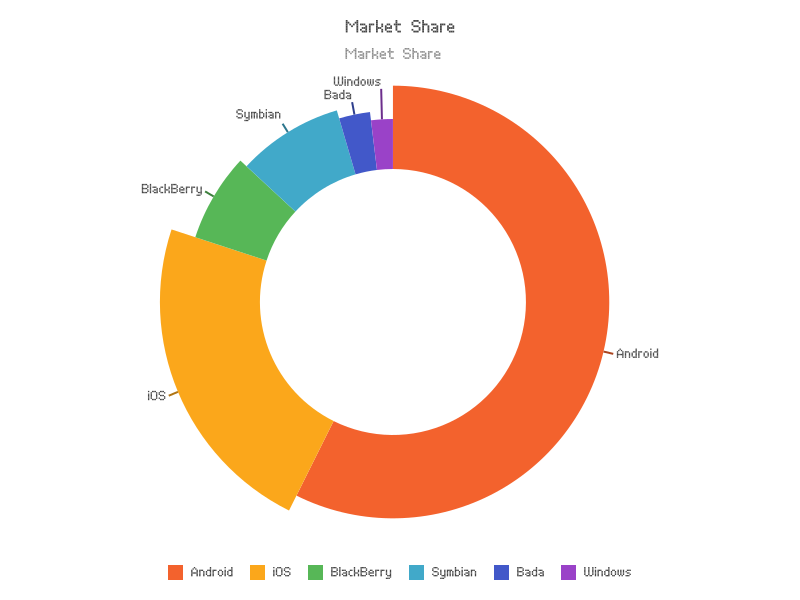 Market Share
Market Share
Windows
Bada
Symbian
BlackBerry
Android
iOS
Android iOS BlackBerry Symbian Bada Windows